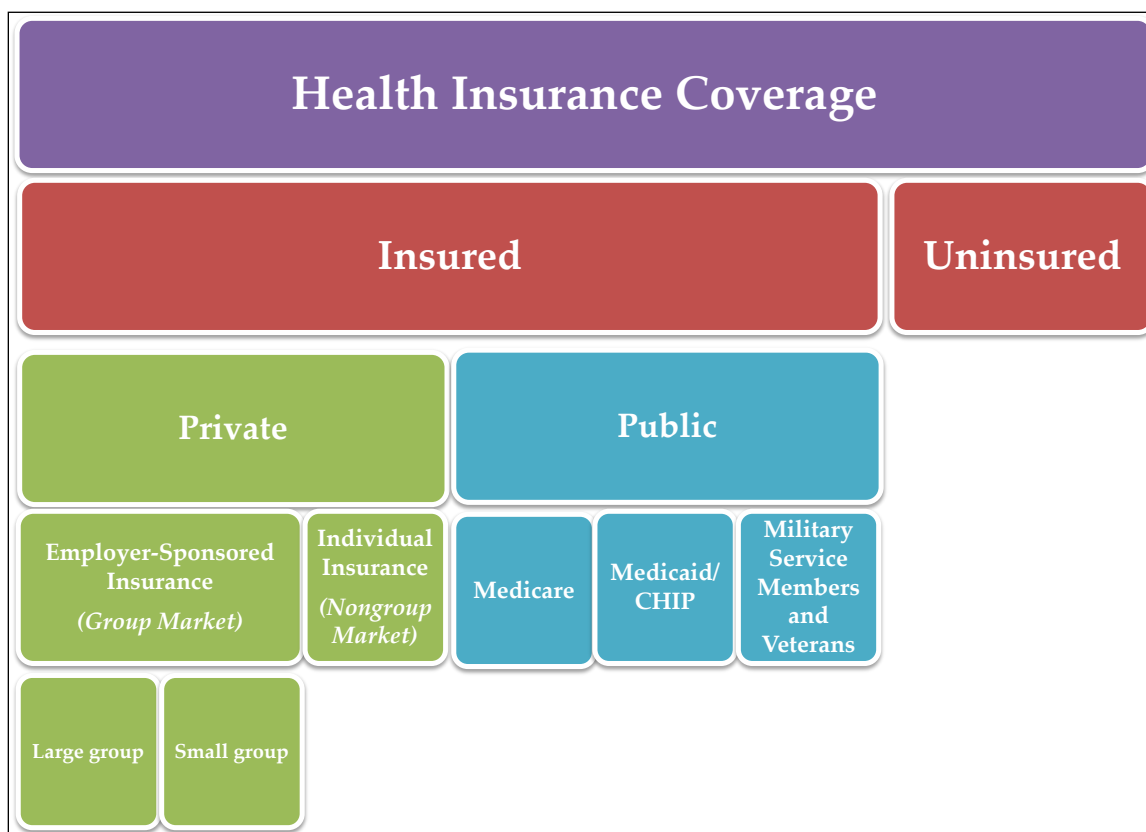 Health Insurance Coverage
Insured
Uninsured
Private
Public
Employer-Sponsored
Insurance
(Group Market)
Individual
Insurance
(Nongroup
Market)
Medicare
Medicaid/
CHIP
Military
Service
Members
and
Veterans
Large group
Small group